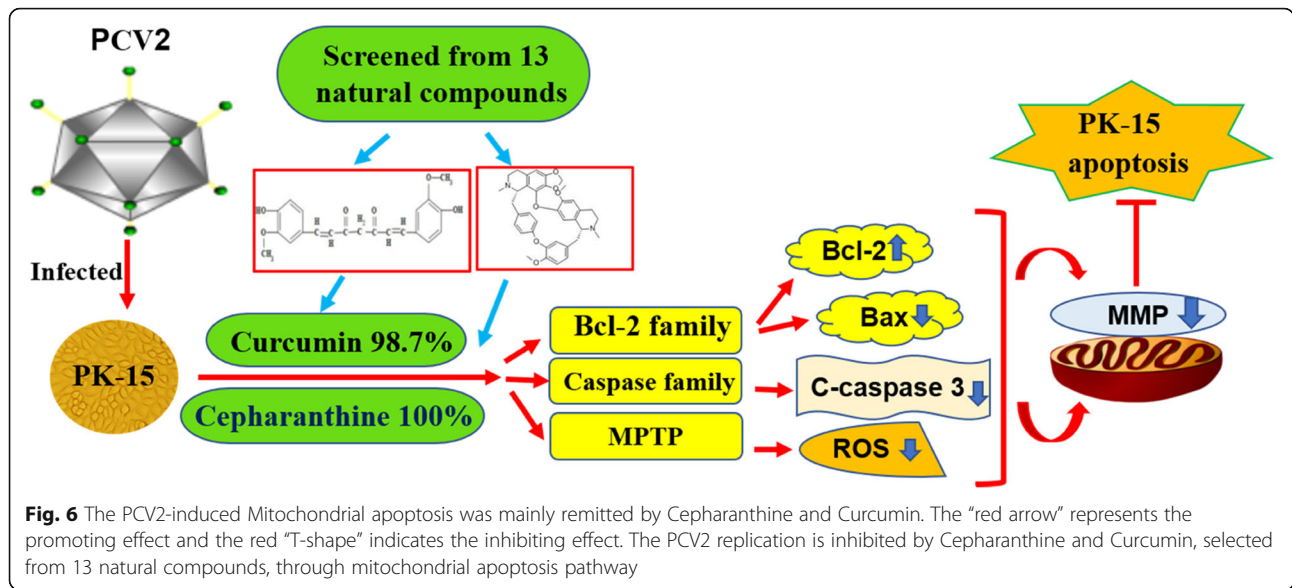 PCV2
Screened from 13
natural compounds
PK-15
apoptosis
HO
OCH₃
C
H
C
H
O
C
H₂
O
C
H
C
H
O—CH₃
OH
N
O
O
O
O
N
O
O
Infected
Bcl-2
Bax
MMP
Curcumin 98.7%
Bcl-2 family
PK-15
Caspase family
C-caspase 3
Cepharanthine 100%
MPTP
ROS
Fig. 6 The PCV2-induced Mitochondrial apoptosis was mainly remitted by Cepharanthine and Curcumin. The “red arrow” represents the
promoting effect and the red “T-shape” indicates the inhibiting effect. The PCV2 replication is inhibited by Cepharanthine and Curcumin, selected
from 13 natural compounds, through mitochondrial apoptosis pathway